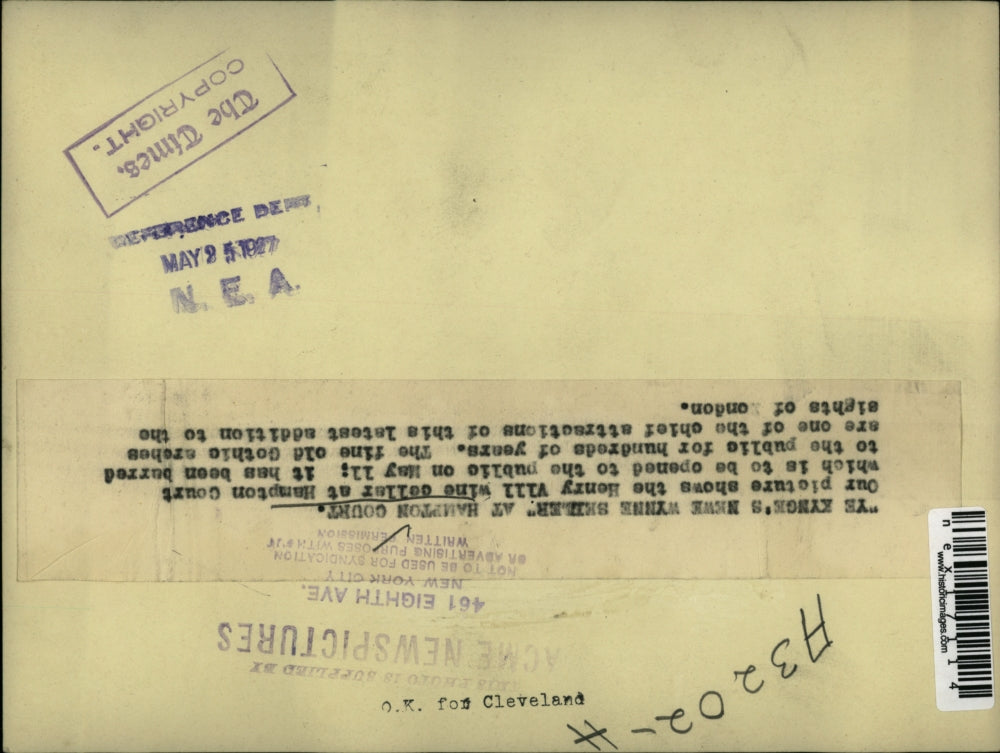 The Times.
COPYRIGHT.
REFERENCE DEPT.
MAY 25 1927
N. E. A.
"YE KYNGE'S NEWE WYNNE SEILER" AT HAMPTON COURT.
Our picture shows the Henry Vill wine cellar at Hampton Court
which is to be opened to the public on May 11; it has been barred
to the public for hundreds of years. The fine old Gothic arches
are one of the chief attractions of this latest addition to the
sights of London.
THIS PHOTO IS SUPPLIED BY
ACME NEWSPICTURES
461 EIGHTH AVE.
NEW YORK CITY
NOT TO BE USED FOR SYNDICATION
OR ADVERTISING PURPOSES WITHOUT
WRITTEN PERMISSION
O.K. for Cleveland
A3202-#
nex17114
www.historicimages.com